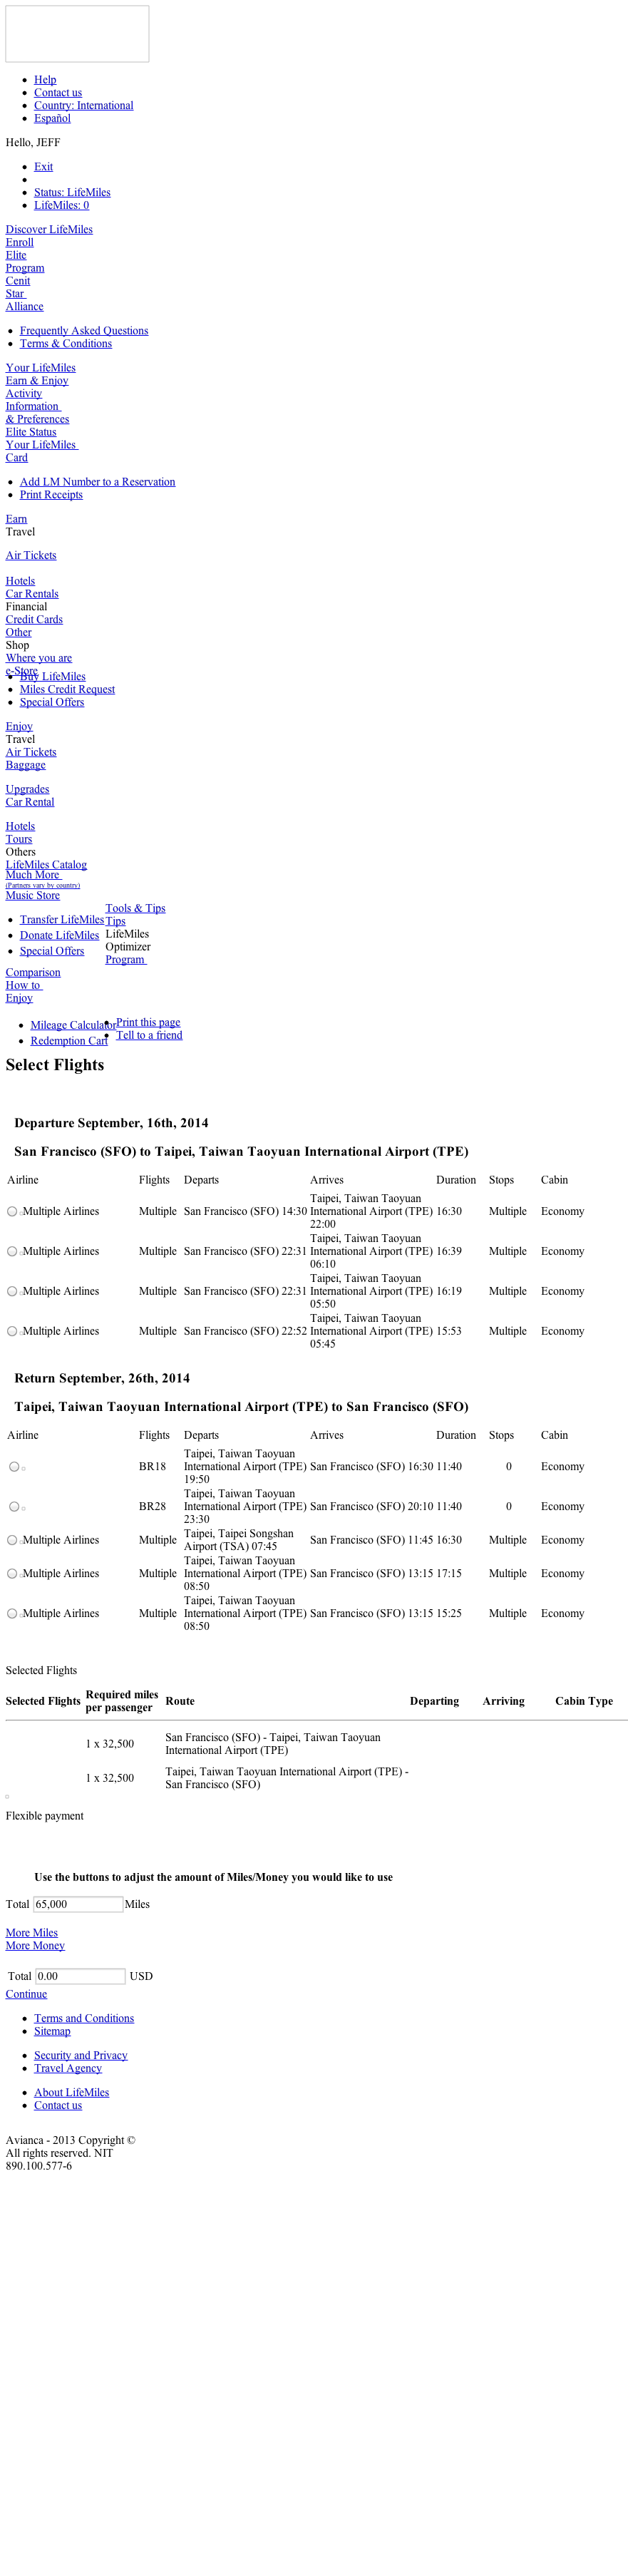 Help
Contact us
Country: International
Español
Hello, JEFF
Exit
Status: LifeMiles
LifeMiles: 0
Discover LifeMiles
Enroll
Elite
Program
Cenit
Star
Alliance
Frequently Asked Questions
Terms & Conditions
Your LifeMiles
Earn & Enjoy
Activity
Information
& Preferences
Elite Status
Your LifeMiles
Card
Add LM Number to a Reservation
Print Receipts
Earn
Travel
Air Tickets
Hotels
Car Rentals
Financial
Credit Cards
Other
Shop
Where you are
e-Store
Buy LifeMiles
Miles Credit Request
Special Offers
Enjoy
Travel
Air Tickets
Baggage
Upgrades
Car Rental
Hotels
Tours
Others
LifeMiles Catalog
Much More
(Partners vary by country)
Music Store
Transfer LifeMiles
Donate LifeMiles
Special Offers
Tools & Tips
Tips
LifeMiles
Optimizer
Program
Comparison
How to
Enjoy
Mileage Calculator
Redemption Cart
Print this page
Tell to a friend
Select Flights
Departure September, 16th, 2014
San Francisco (SFO) to Taipei, Taiwan Taoyuan International Airport (TPE)
Airline Flights Departs Arrives Duration Stops Cabin
Taipei, Taiwan Taoyuan
Multiple Airlines Multiple San Francisco (SFO) 14:30 International Airport (TPE) 16:30 Multiple Economy
22:00
Taipei, Taiwan Taoyuan
Multiple Airlines Multiple San Francisco (SFO) 22:31 International Airport (TPE) 16:39 Multiple Economy
06:10
Taipei, Taiwan Taoyuan
Multiple Airlines Multiple San Francisco (SFO) 22:31 International Airport (TPE) 16:19 Multiple Economy
05:50
Taipei, Taiwan Taoyuan
Multiple Airlines Multiple San Francisco (SFO) 22:52 International Airport (TPE) 15:53 Multiple Economy
05:45
Return September, 26th, 2014
Taipei, Taiwan Taoyuan International Airport (TPE) to San Francisco (SFO)
Airline Flights Departs Arrives Duration Stops Cabin
Taipei, Taiwan Taoyuan
BR18 International Airport (TPE) San Francisco (SFO) 16:30 11:40 0 Economy
19:50
Taipei, Taiwan Taoyuan
BR28 International Airport (TPE) San Francisco (SFO) 20:10 11:40 0 Economy
23:30
Taipei, Taipei Songshan
Multiple Airlines Multiple Airport (TSA) 07:45 San Francisco (SFO) 11:45 16:30 Multiple Economy
Taipei, Taiwan Taoyuan
Multiple Airlines Multiple International Airport (TPE) San Francisco (SFO) 13:15 17:15 Multiple Economy
08:50
Taipei, Taiwan Taoyuan
Multiple Airlines Multiple International Airport (TPE) San Francisco (SFO) 13:15 15:25 Multiple Economy
08:50
Selected Flights
Selected Flights Required miles per passenger Route Departing Arriving Cabin Type
San Francisco (SFO) - Taipei, Taiwan Taoyuan
1 x 32,500 International Airport (TPE)
Taipei, Taiwan Taoyuan International Airport (TPE) -
1 x 32,500 San Francisco (SFO)
Flexible payment
Use the buttons to adjust the amount of Miles/Money you would like to use
Total 65,000 Miles
More Miles
More Money
Total 0.00 USD
Continue
Terms and Conditions
Sitemap
Security and Privacy
Travel Agency
About LifeMiles
Contact us
Avianca - 2013 Copyright ©
All rights reserved. NIT
890.100.577-6